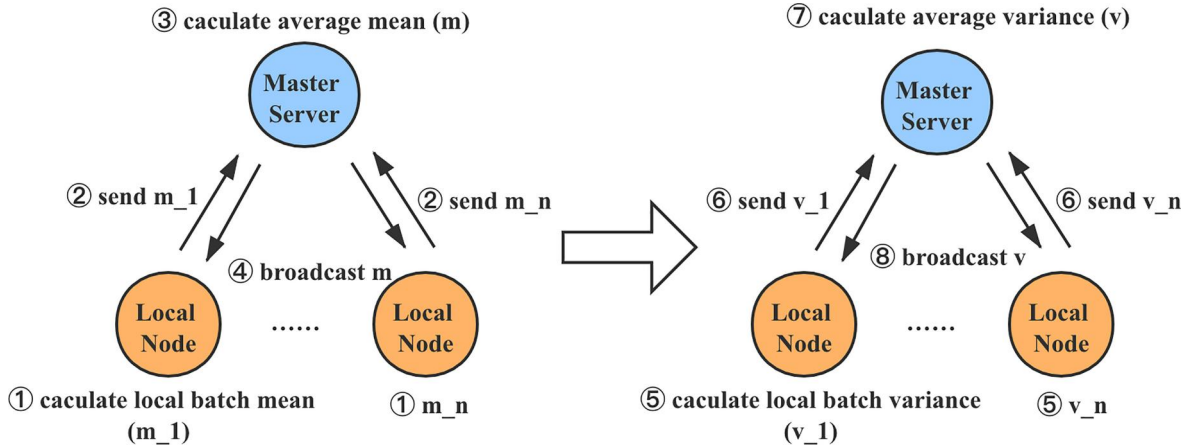 ③ caculate average mean (m)
Master
Server
② send m_1
② send m_n
④ broadcast m
Local
Node
......
Local
Node
① caculate local batch mean
(m_1)
① m_n
⑦ caculate average variance (v)
Master
Server
⑥ send v_1
⑥ send v_n
⑧ broadcast v
Local
Node
......
Local
Node
⑤ caculate local batch variance
(v_1)
⑤ v_n